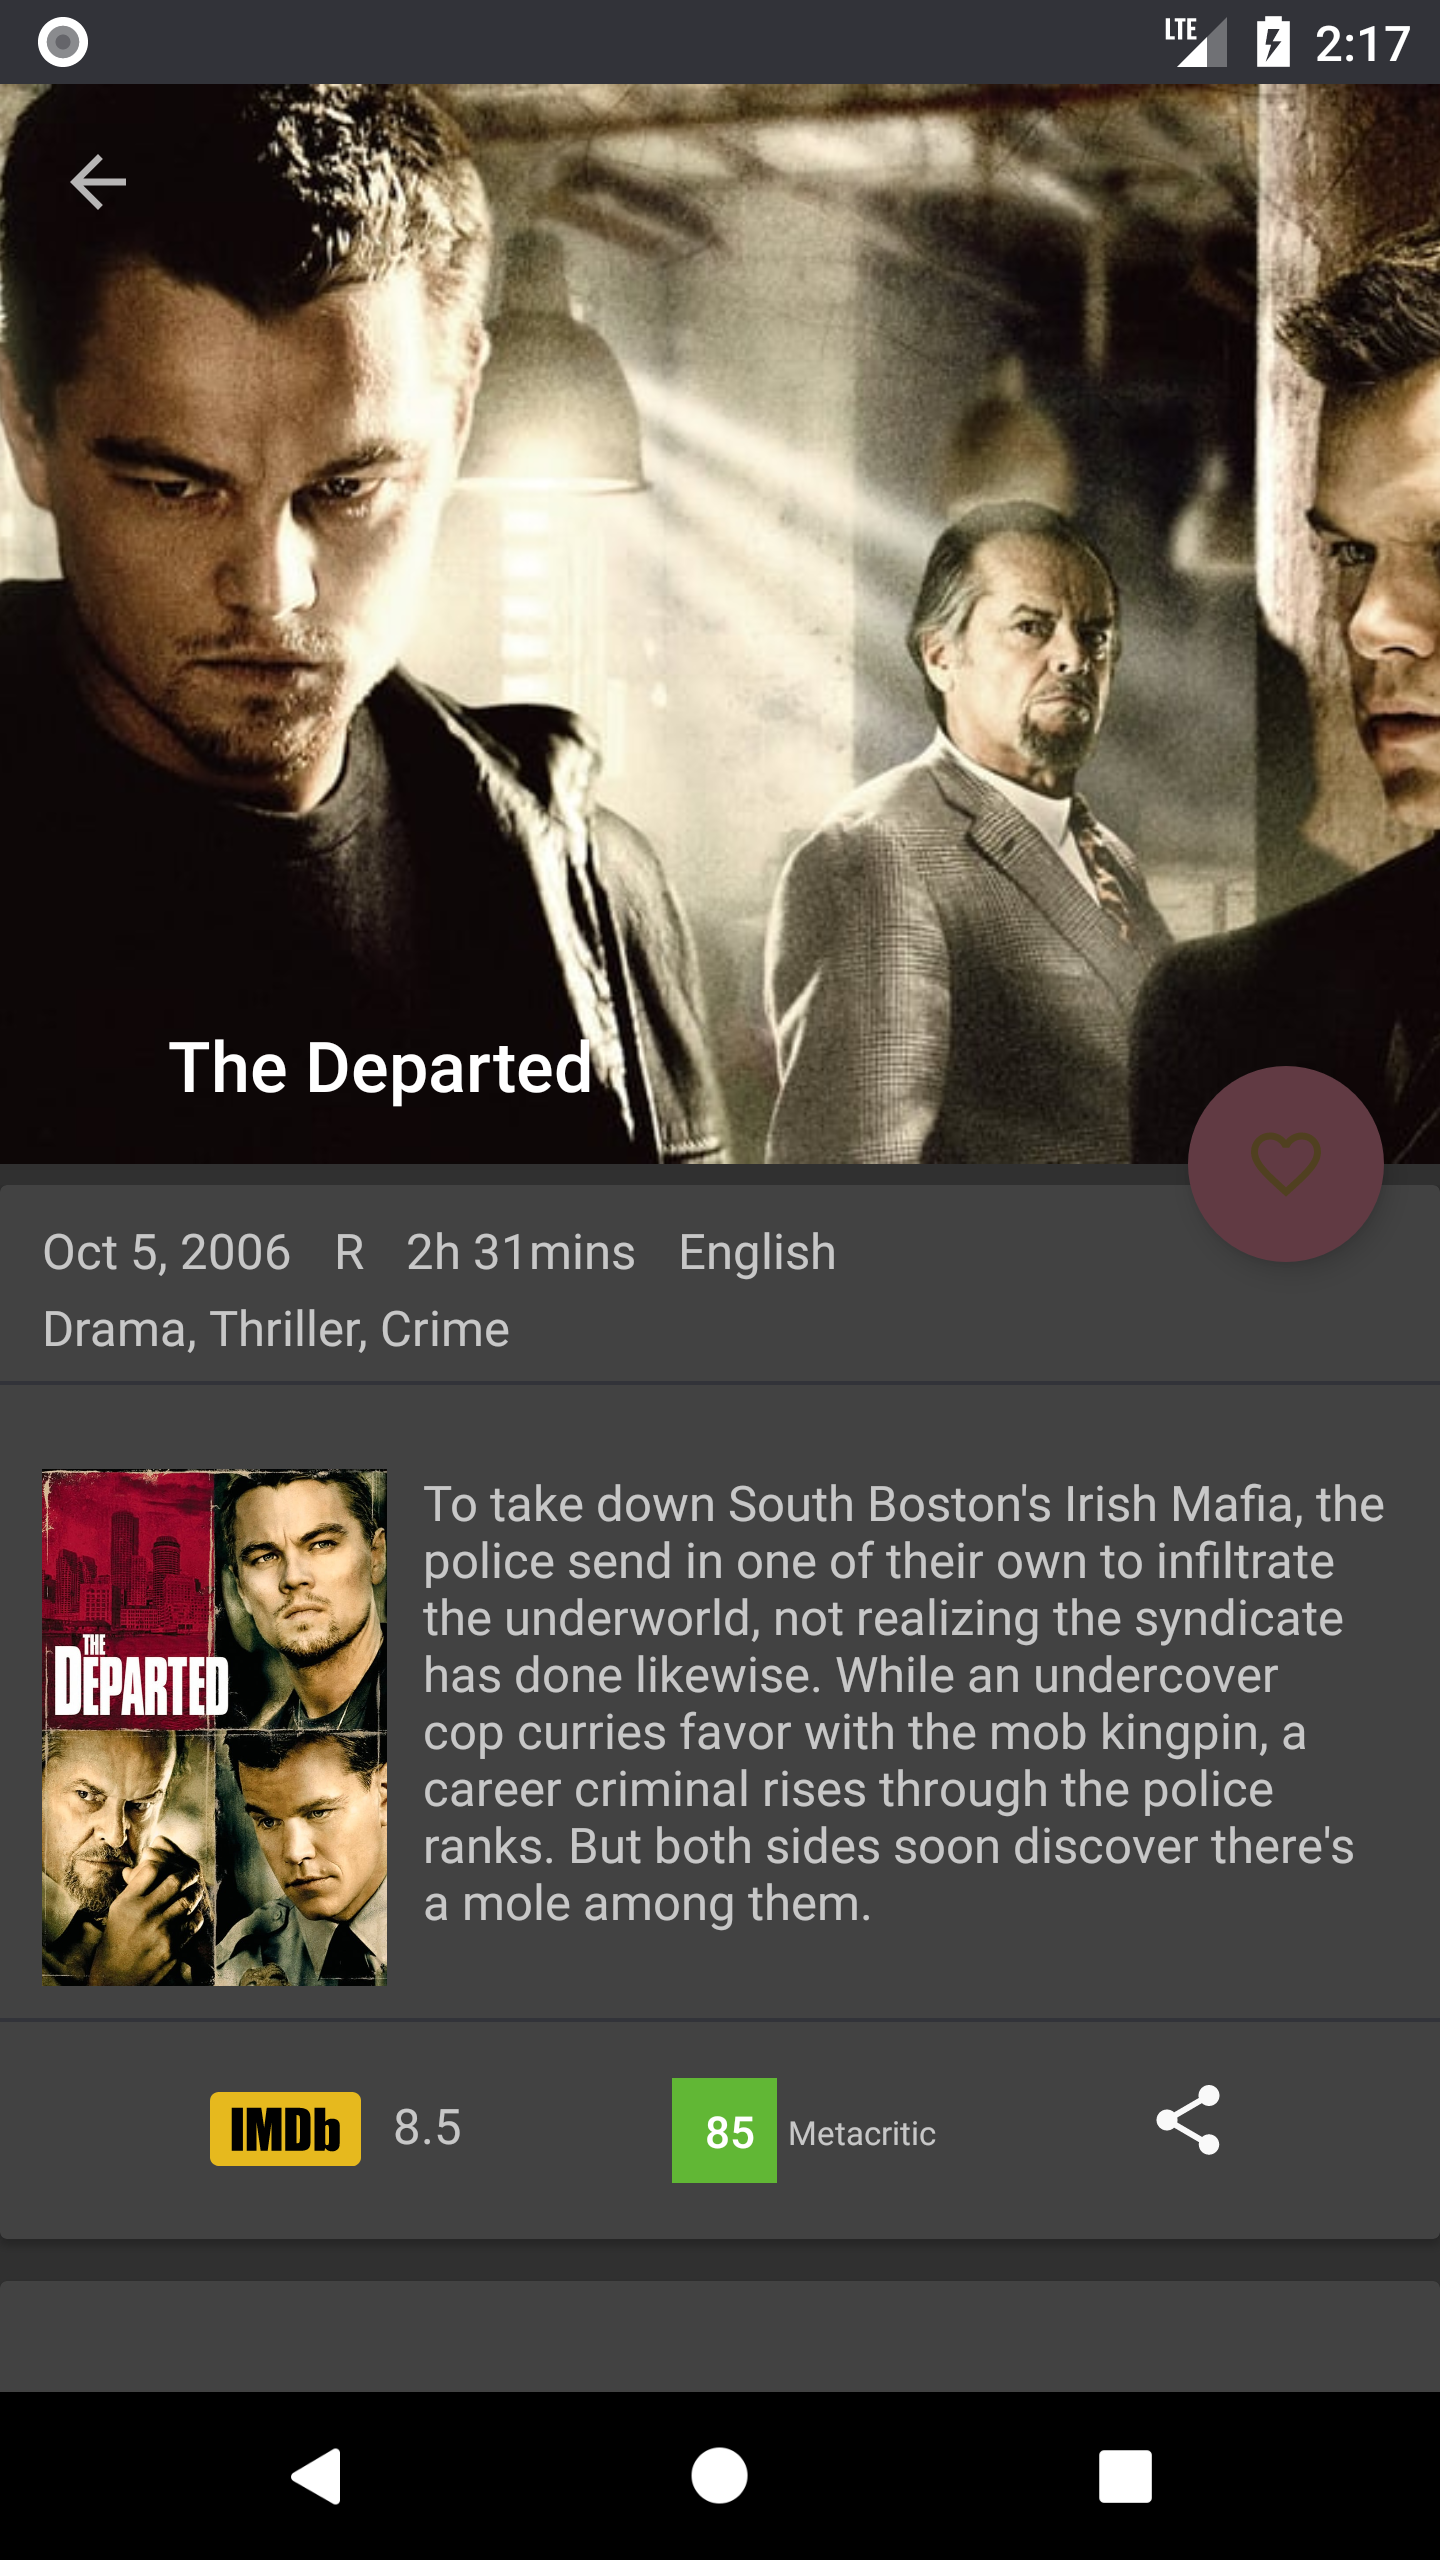 LTE 2:17
The Departed
Oct 5, 2006 R 2h 31mins English
Drama, Thriller, Crime
THE
DEPARTED
To take down South Boston's Irish Mafia, the
police send in one of their own to infiltrate
the underworld, not realizing the syndicate
has done likewise. While an undercover
cop curries favor with the mob kingpin, a
career criminal rises through the police
ranks. But both sides soon discover there's
a mole among them.
IMDb 8.5 85 Metacritic